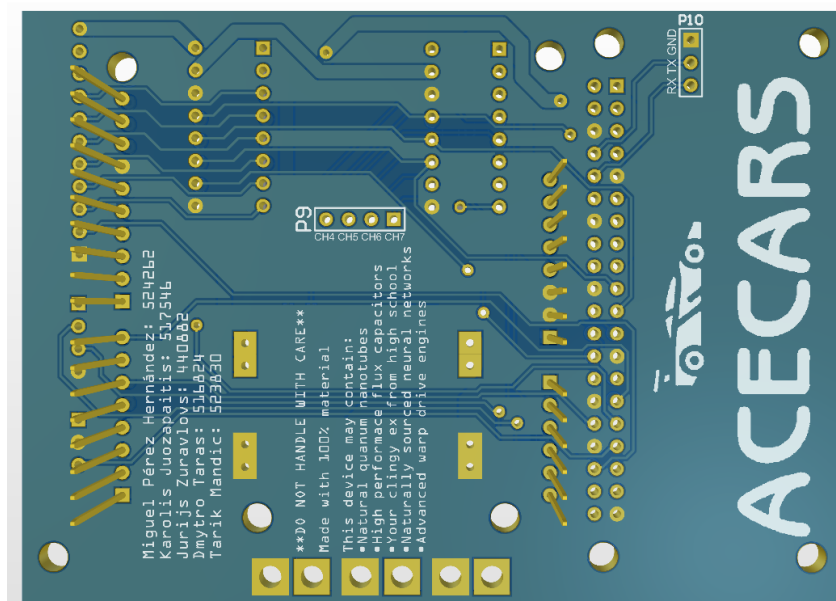 P10
RX TX GND
P9
CH4 CH5 CH6 CH7
ACECARS
Miguel Pérez Hernández: 524262
Karolis Juozapaitis: 517546
Jurijs Zuravlovs: 440882
Dmytro Taras: 516824
Tarik Mandic: 523830
**DO NOT HANDLE WITH CARE**
Made with 100% material
This device may contain:
▪Natural quanum nanotubes
▪High performace flux capacitors
▪Your clingy ex from high school
▪Naturally sourced neural networks
▪Advanced warp drive engines